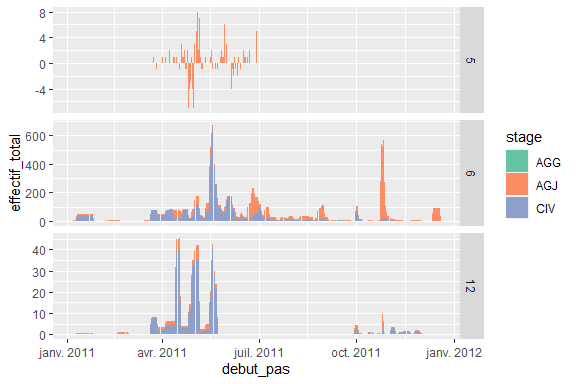 8
4
0
-4
5
600
400
200
0
6
40
30
20
10
0
12
effectif_total
janv. 2011 avr. 2011 juil. 2011 oct. 2011 janv. 2012
debut_pas
stage
AGG
AGJ
CIV